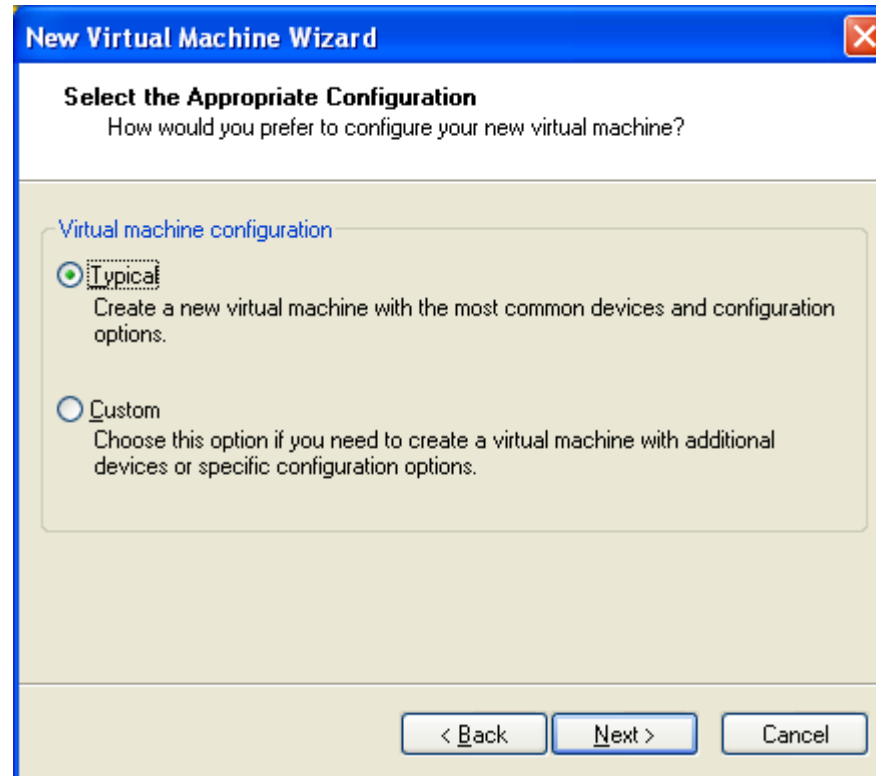 New Virtual Machine Wizard
Select the Appropriate Configuration
How would you prefer to configure your new virtual machine?
Virtual machine configuration
Typical
Create a new virtual machine with the most common devices and configuration
options.
Custom
Choose this option if you need to create a virtual machine with additional
devices or specific configuration options.
< Back Next > Cancel